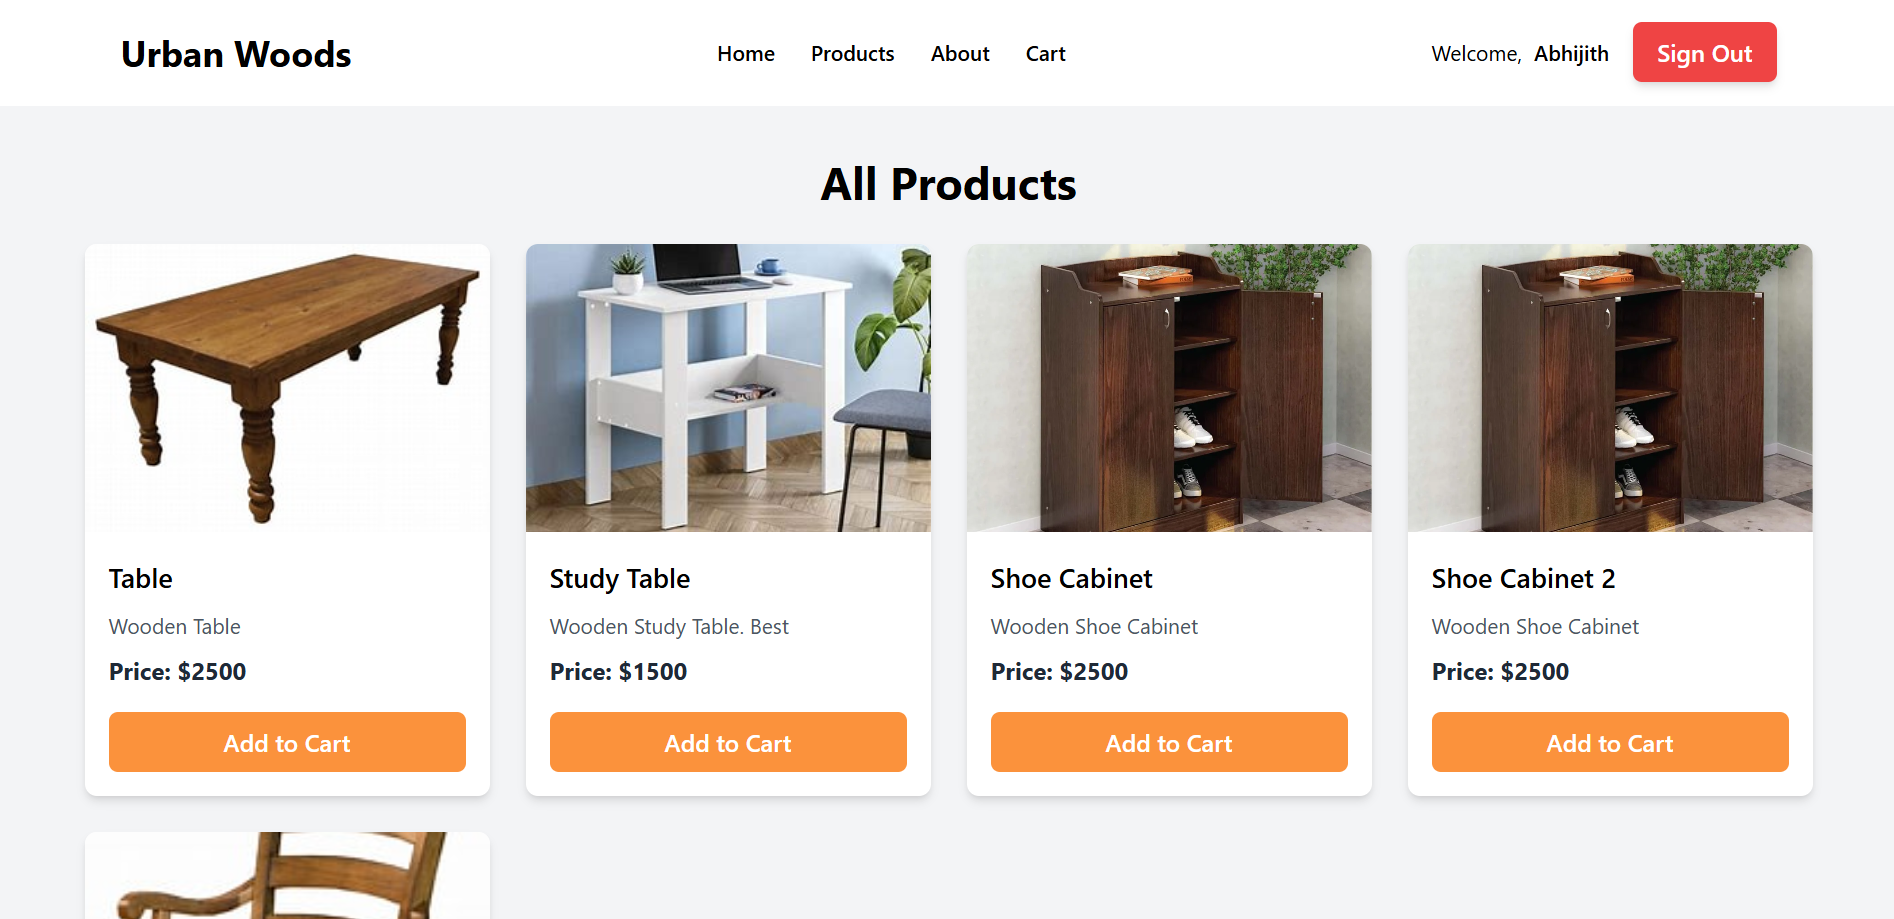 Urban Woods
Home Products About Cart
Welcome, Abhijith Sign Out
All Products
Table
Wooden Table
Price: $2500
Add to Cart
Study Table
Wooden Study Table. Best
Price: $1500
Add to Cart
Shoe Cabinet
Wooden Shoe Cabinet
Price: $2500
Add to Cart
Shoe Cabinet 2
Wooden Shoe Cabinet
Price: $2500
Add to Cart